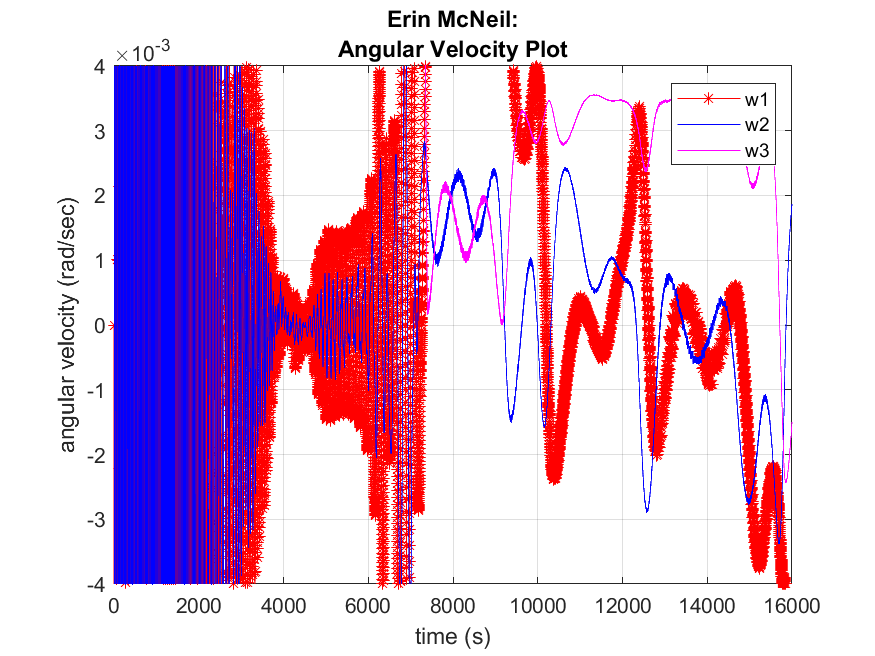 Erin McNeil:
Angular Velocity Plot
×10-3
4
3
2
1
0
-1
-2
-3
-4
angular velocity (rad/sec)
w1
w2
w3
0 2000 4000 6000 8000 10000 12000 14000 16000
time (s)